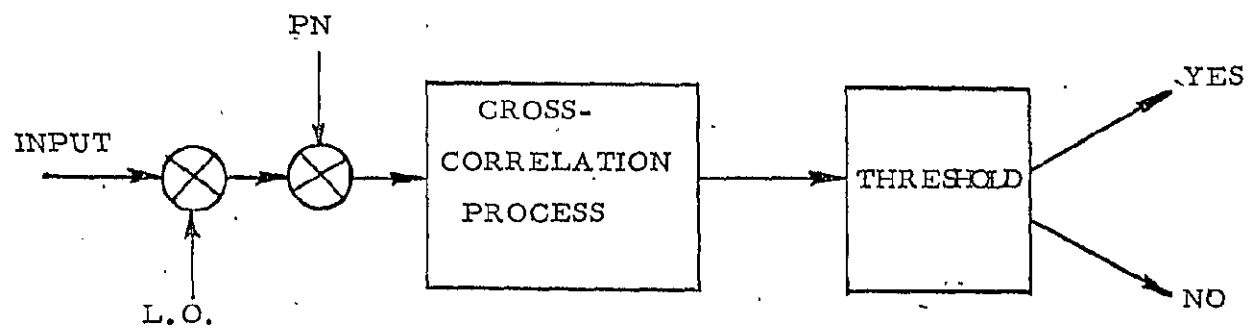 PN
INPUT
L.O.
CROSS-
CORRELATION
PROCESS
THRESHOLD
YES
NO